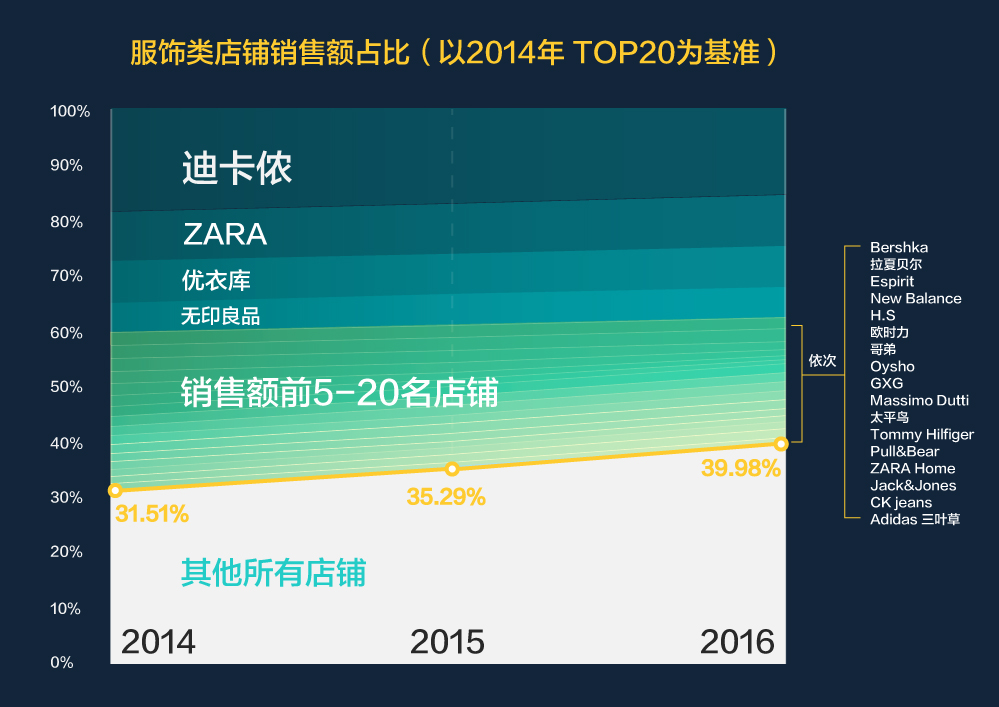 服饰类店铺销售额占比（以2014年 TOP20为基准）
100%
90%
80%
70%
60%
50%
40%
30%
20%
10%
0%
迪卡侬
ZARA
优衣库
无印良品
销售额前5-20名店铺
31.51%
35.29%
39.98%
其他所有店铺
2014
2015
2016
依次
Bershka
拉夏贝尔
Espirit
New Balance
H.S
欧时力
哥弟
Oysho
GXG
Massimo Dutti
太平鸟
Tommy Hilfiger
Pull&Bear
ZARA Home
Jack&Jones
CK jeans
Adidas 三叶草